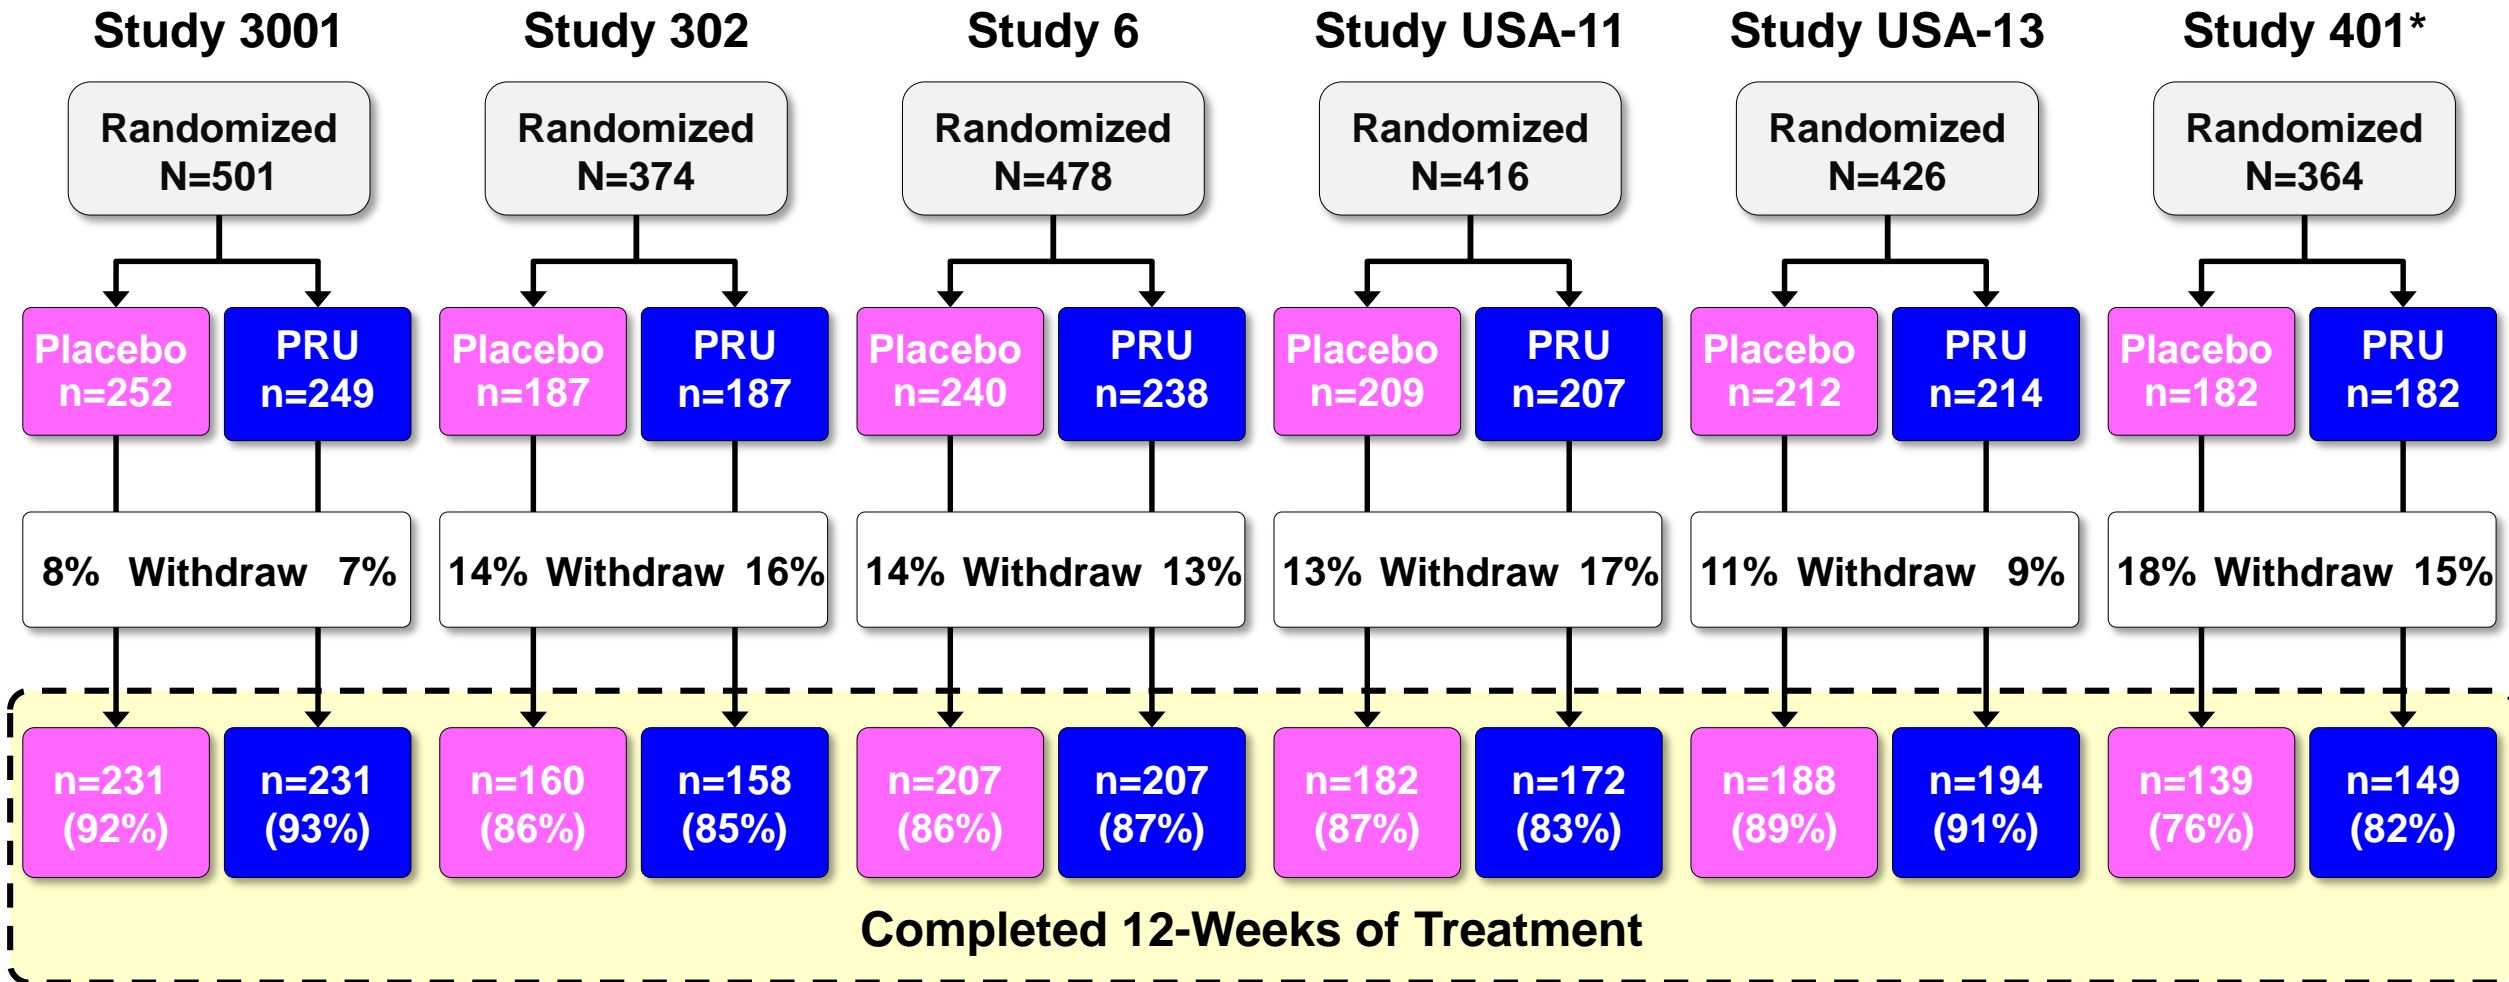 Study 3001
Study 302
Study 6
Study USA-11
Study USA-13
Study 401*
Randomized
N=501
Randomized
N=374
Randomized
N=478
Randomized
N=416
Randomized
N=426
Randomized
N=364
Placebo
n=252
PRU
n=249
Placebo
n=187
PRU
n=187
Placebo
n=240
PRU
n=238
Placebo
n=209
PRU
n=207
Placebo
n=212
PRU
n=214
Placebo
n=182
PRU
n=182
8% Withdraw 7%
14% Withdraw 16%
14% Withdraw 13%
13% Withdraw 17%
11% Withdraw 9%
18% Withdraw 15%
n=231
(92%)
n=231
(93%)
n=160
(86%)
n=158
(85%)
n=207
(86%)
n=207
(87%)
n=182
(87%)
n=172
(83%)
n=188
(89%)
n=194
(91%)
n=139
(76%)
n=149
(82%)
Completed 12-Weeks of Treatment